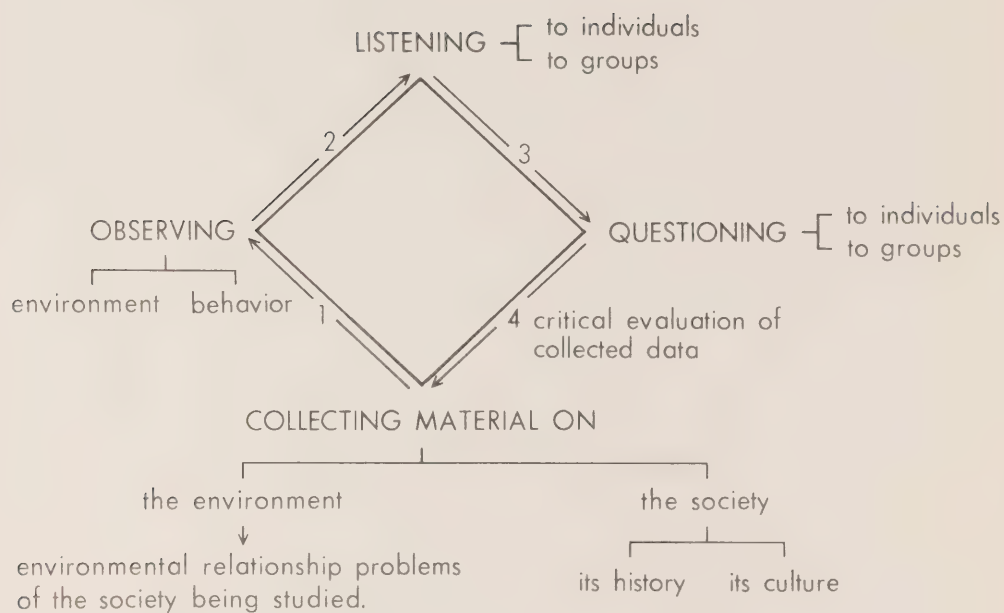 LISTENING
to individuals
to groups
2
3
OBSERVING
environment behavior
QUESTIONING
to individuals
to groups
1
4 critical evaluation of
collected data
COLLECTING MATERIAL ON
the environment
the society
environmental relationship problems
of the society being studied.
its history its culture